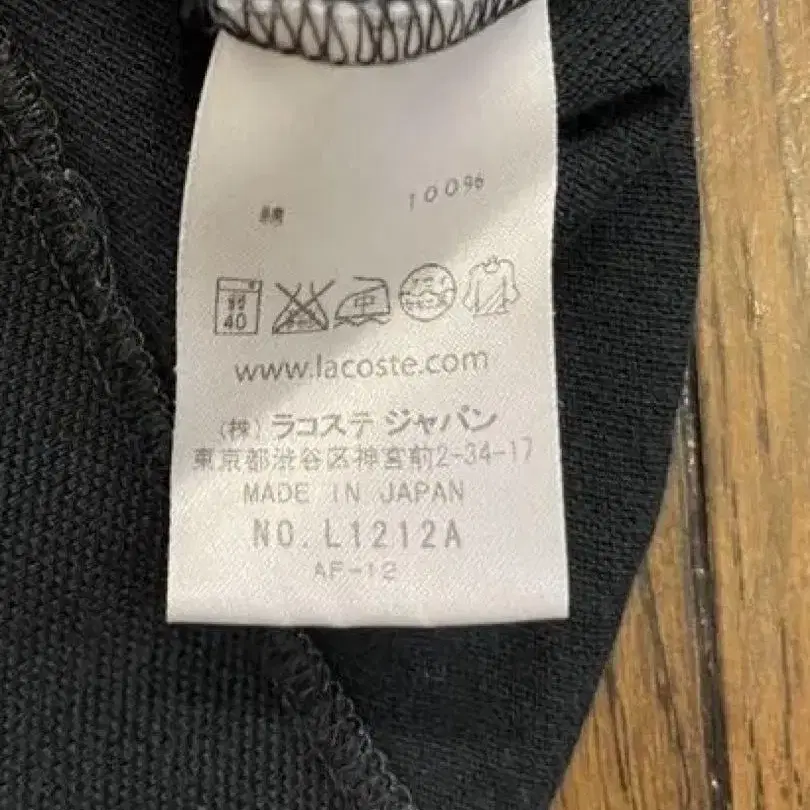 綿 100%
40
中
www.lacoste.com
(株) ラコステ ジャパン
東京都渋谷区神宮前2-34-17
MADE IN JAPAN
NO. L1212A
AF-12